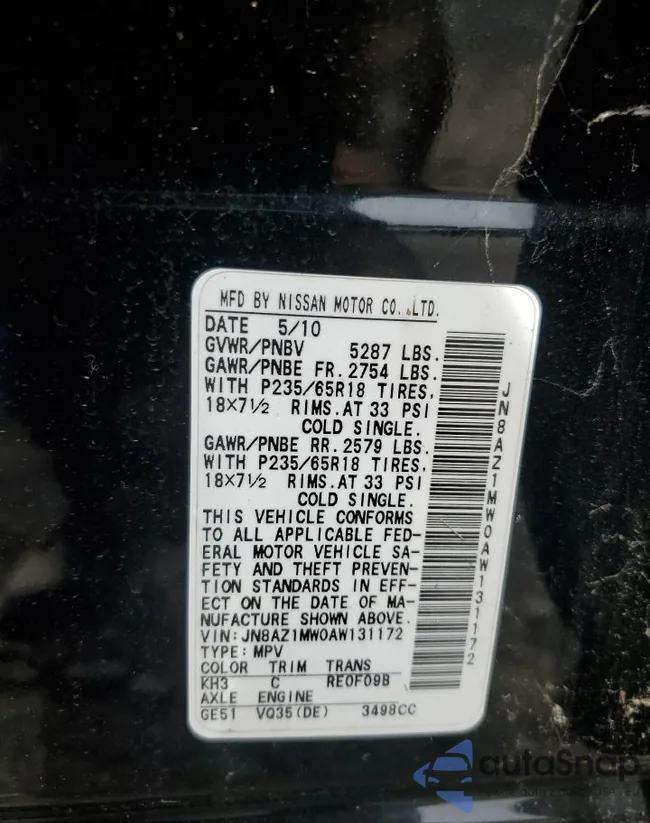 MFD BY NISSAN MOTOR CO.,LTD.
DATE 5/10
GVWR/PNBV 5287 LBS.
GAWR/PNBE FR. 2754 LBS.
WITH P235/65R18 TIRES,
18×7½ RIMS.AT 33 PSI
COLD SINGLE.
GAWR/PNBE RR. 2579 LBS.
WITH P235/65R18 TIRES,
18×7½ RIMS.AT 33 PSI
COLD SINGLE.
THIS VEHICLE CONFORMS
TO ALL APPLICABLE FED-
ERAL MOTOR VEHICLE SA-
FETY AND THEFT PREVEN-
TION STANDARDS IN EFF-
ECT ON THE DATE OF MA-
NUFACTURE SHOWN ABOVE.
VIN:JN8AZ1MW0AW131172
TYPE: MPV
COLOR TRIM TRANS
KH3 C RE0F09B
AXLE ENGINE
GE51 VQ35(DE) 3498CC
JN8AZ1MW0AW131172
autaSnap